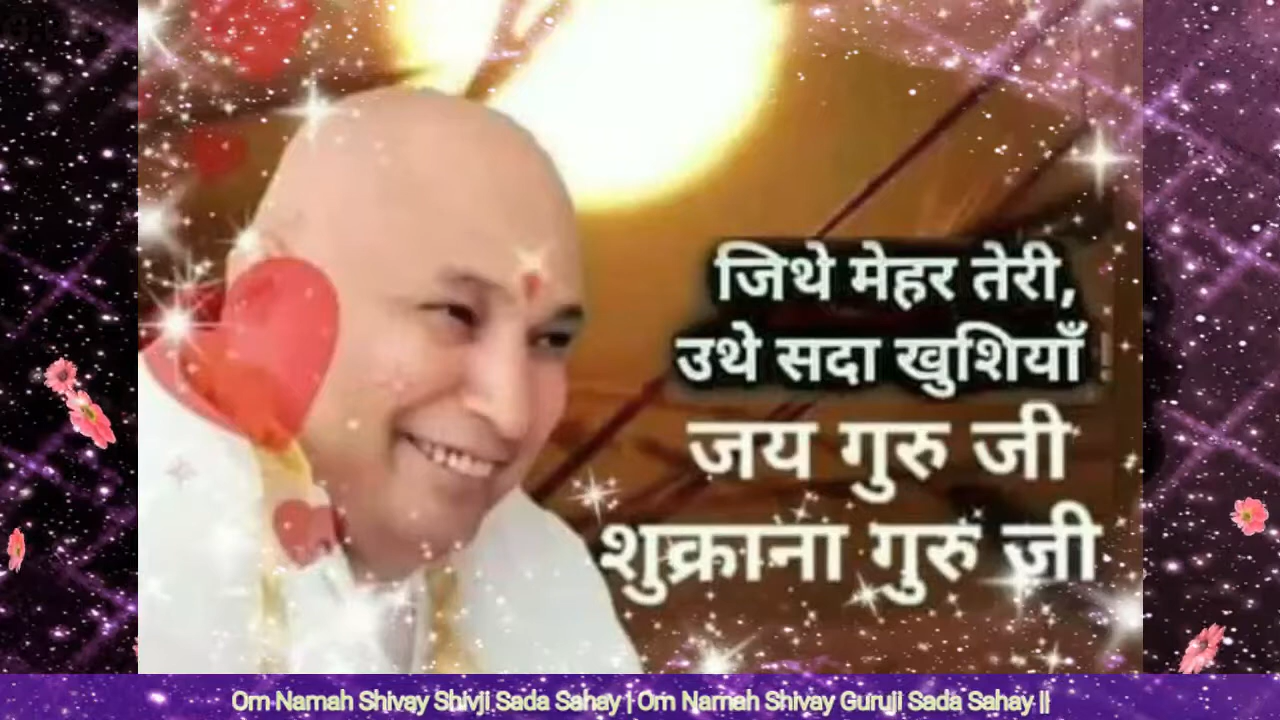 जिथे मेहर तेरी,
उथे सदा खुशियाँ
जय गुरु जी
शुक्राना गुरु जी
Om Namah Shivay Shivji Sada Sahay | Om Namah Shivay Guruji Sada Sahay ||